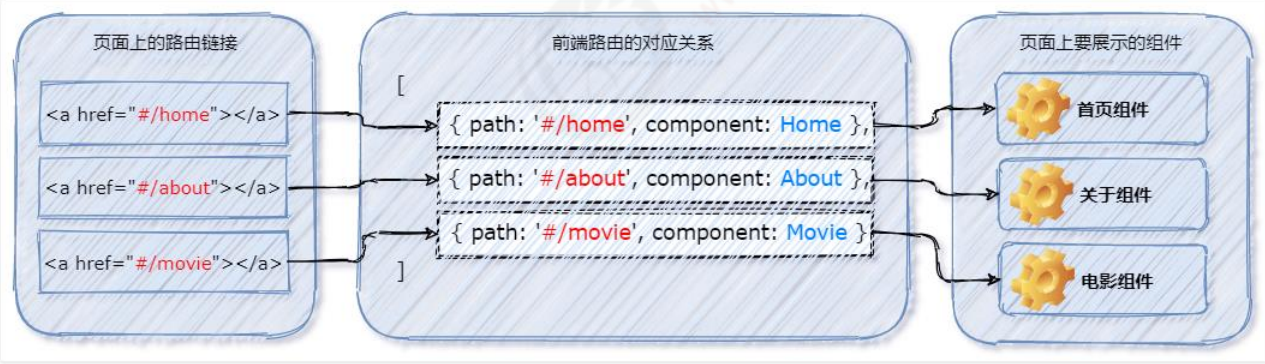 页面上的路由链接
<a href="#/home"></a>
<a href="#/about"></a>
<a href="#/movie"></a>
前端路由的对应关系
[
{ path: '#/home', component: Home },
{ path: '#/about', component: About },
{ path: '#/movie', component: Movie }
]
页面上要展示的组件
首页组件
关于组件
电影组件